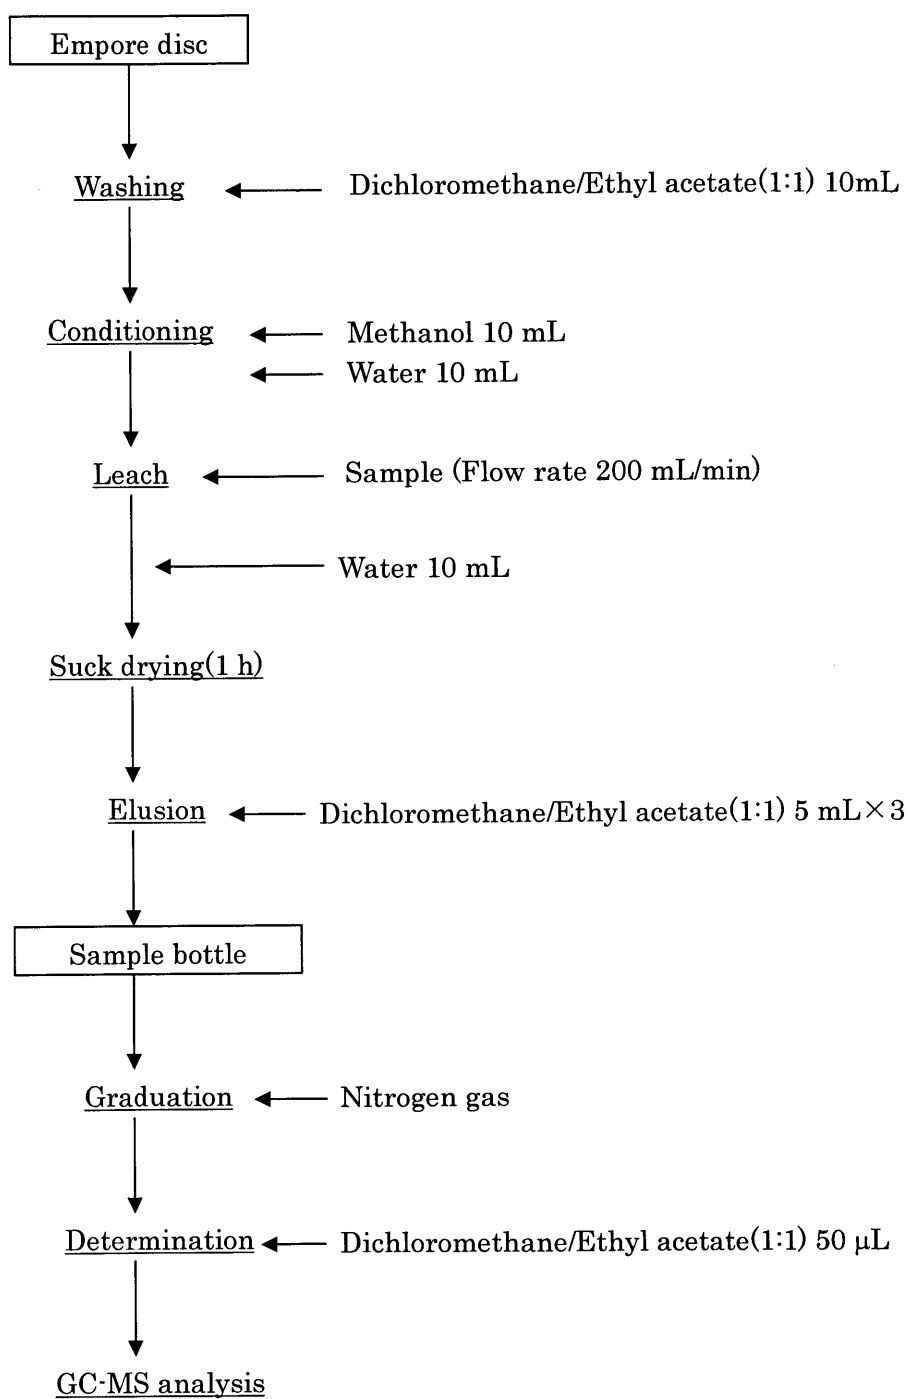 Empore disc
Washing
Dichloromethane/Ethyl acetate(1:1) 10mL
Conditioning
Methanol 10 mL
Water 10 mL
Leach
Sample (Flow rate 200 mL/min)
Water 10 mL
Suck drying(1 h)
Elusion
Dichloromethane/Ethyl acetate(1:1) 5 mL×3
Sample bottle
Graduation
Nitrogen gas
Determination
Dichloromethane/Ethyl acetate(1:1) 50 μL
GC-MS analysis